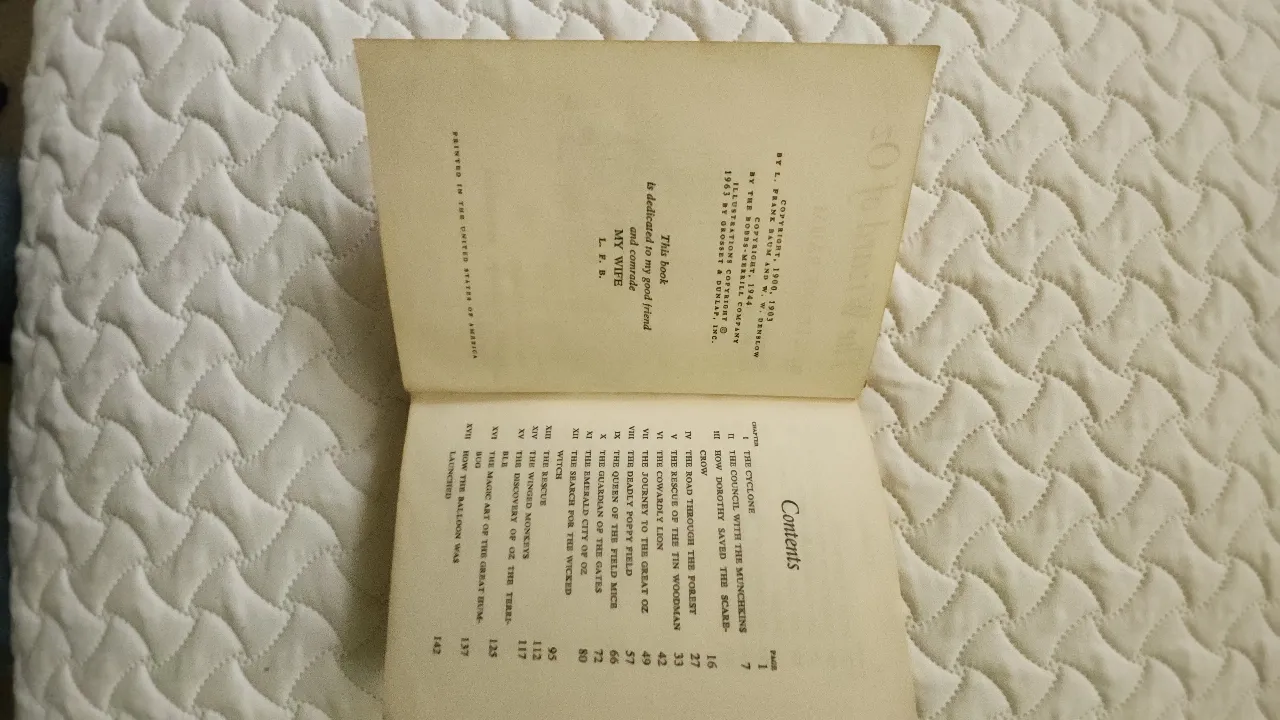 COPYRIGHT, 1900, 1903
BY L. FRANK BAUM AND W. W. DENSLOW
COPYRIGHT, 1944
BY THE BOBBS-MERRILL COMPANY
ILLUSTRATIONS COPYRIGHT ©
1963 BY GROSSET & DUNLAP, INC.
This book
is dedicated to my good friend
and comrade
MY WIFE
L. F. B.
PRINTED IN THE UNITED STATES OF AMERICA
Contents
CHAPTER PAGE
I THE CYCLONE 1
II THE COUNCIL WITH THE MUNCHKINS 7
III HOW DOROTHY SAVED THE SCARE-
CROW 16
IV THE ROAD THROUGH THE FOREST 27
V THE RESCUE OF THE TIN WOODMAN 33
VI THE COWARDLY LION 42
VII THE JOURNEY TO THE GREAT OZ 49
VIII THE DEADLY POPPY FIELD 57
IX THE QUEEN OF THE FIELD MICE 66
X THE GUARDIAN OF THE GATES 72
XI THE EMERALD CITY OF OZ 80
XII THE SEARCH FOR THE WICKED
WITCH 95
XIII THE RESCUE 112
XIV THE WINGED MONKEYS 117
XV THE DISCOVERY OF OZ THE TERRI-
BLE 125
XVI THE MAGIC ART OF THE GREAT HUM-
BUG 137
XVII HOW THE BALLOON WAS
LAUNCHED 142